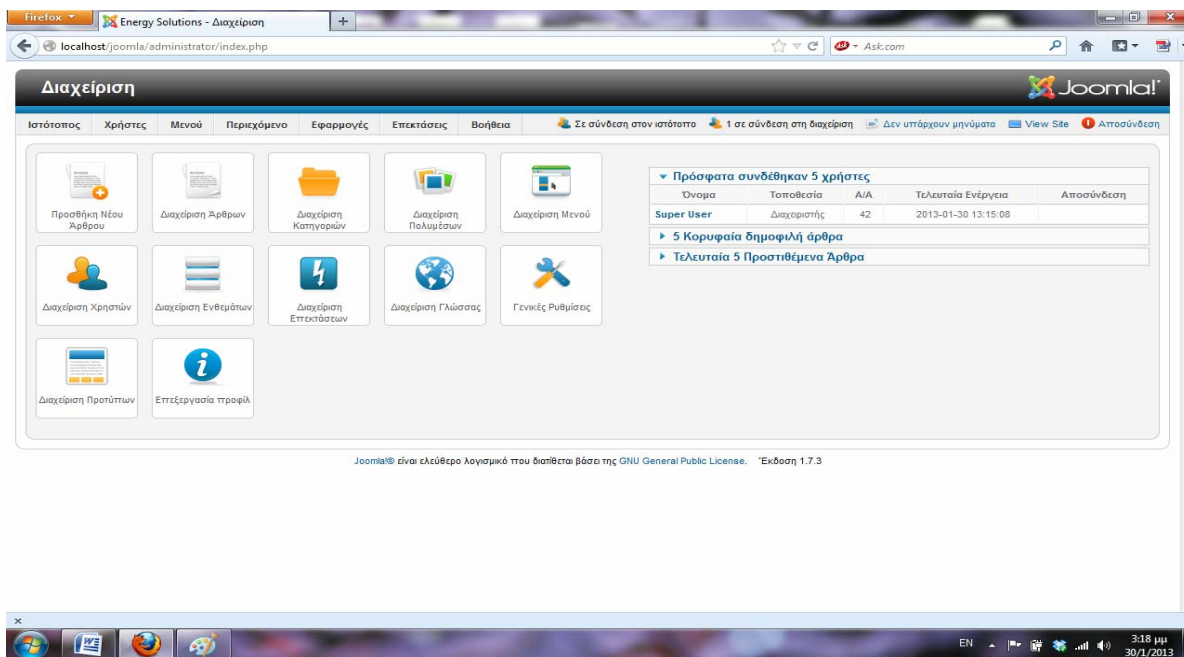 Firefox
Energy Solutions - Διαχείριση
localhost/joomla/administrator/index.php
Ask.com
Διαχείριση
Joomla!
Ιστότοπος Χρήστες Μενού Περιεχόμενο Εφαρμογές Επεκτάσεις Βοήθεια
Σε σύνδεση στον ιστότοπο 1 σε σύνδεση στη διαχείριση Δεν υπάρχουν μηνύματα View Site Αποσύνδεση
Προσθήκη Νέου
Άρθρου
Διαχείριση Άρθρων
Διαχείριση
Κατηγοριών
Διαχείριση
Πολυμέσων
Διαχείριση Μενού
Διαχείριση Χρηστών
Διαχείριση Ενθεμάτων
Διαχείριση
Επεκτάσεων
Διαχείριση Γλώσσας
Γενικές Ρυθμίσεις
Διαχείριση Προτύπων
Επεξεργασία προφίλ
Πρόσφατα συνδέθηκαν 5 χρήστες
Όνομα Τοποθεσία Α/Α Τελευταία Ενέργεια Αποσύνδεση
Super User Διαχειριστής 42 2013-01-30 13:15:08
5 Κορυφαία δημοφιλή άρθρα
Τελευταία 5 Προστιθέμενα Άρθρα
Joomla!® είναι ελεύθερο λογισμικό που διατίθεται βάσει της GNU General Public License. Έκδοση 1.7.3
EN
3:18 μμ
30/1/2013